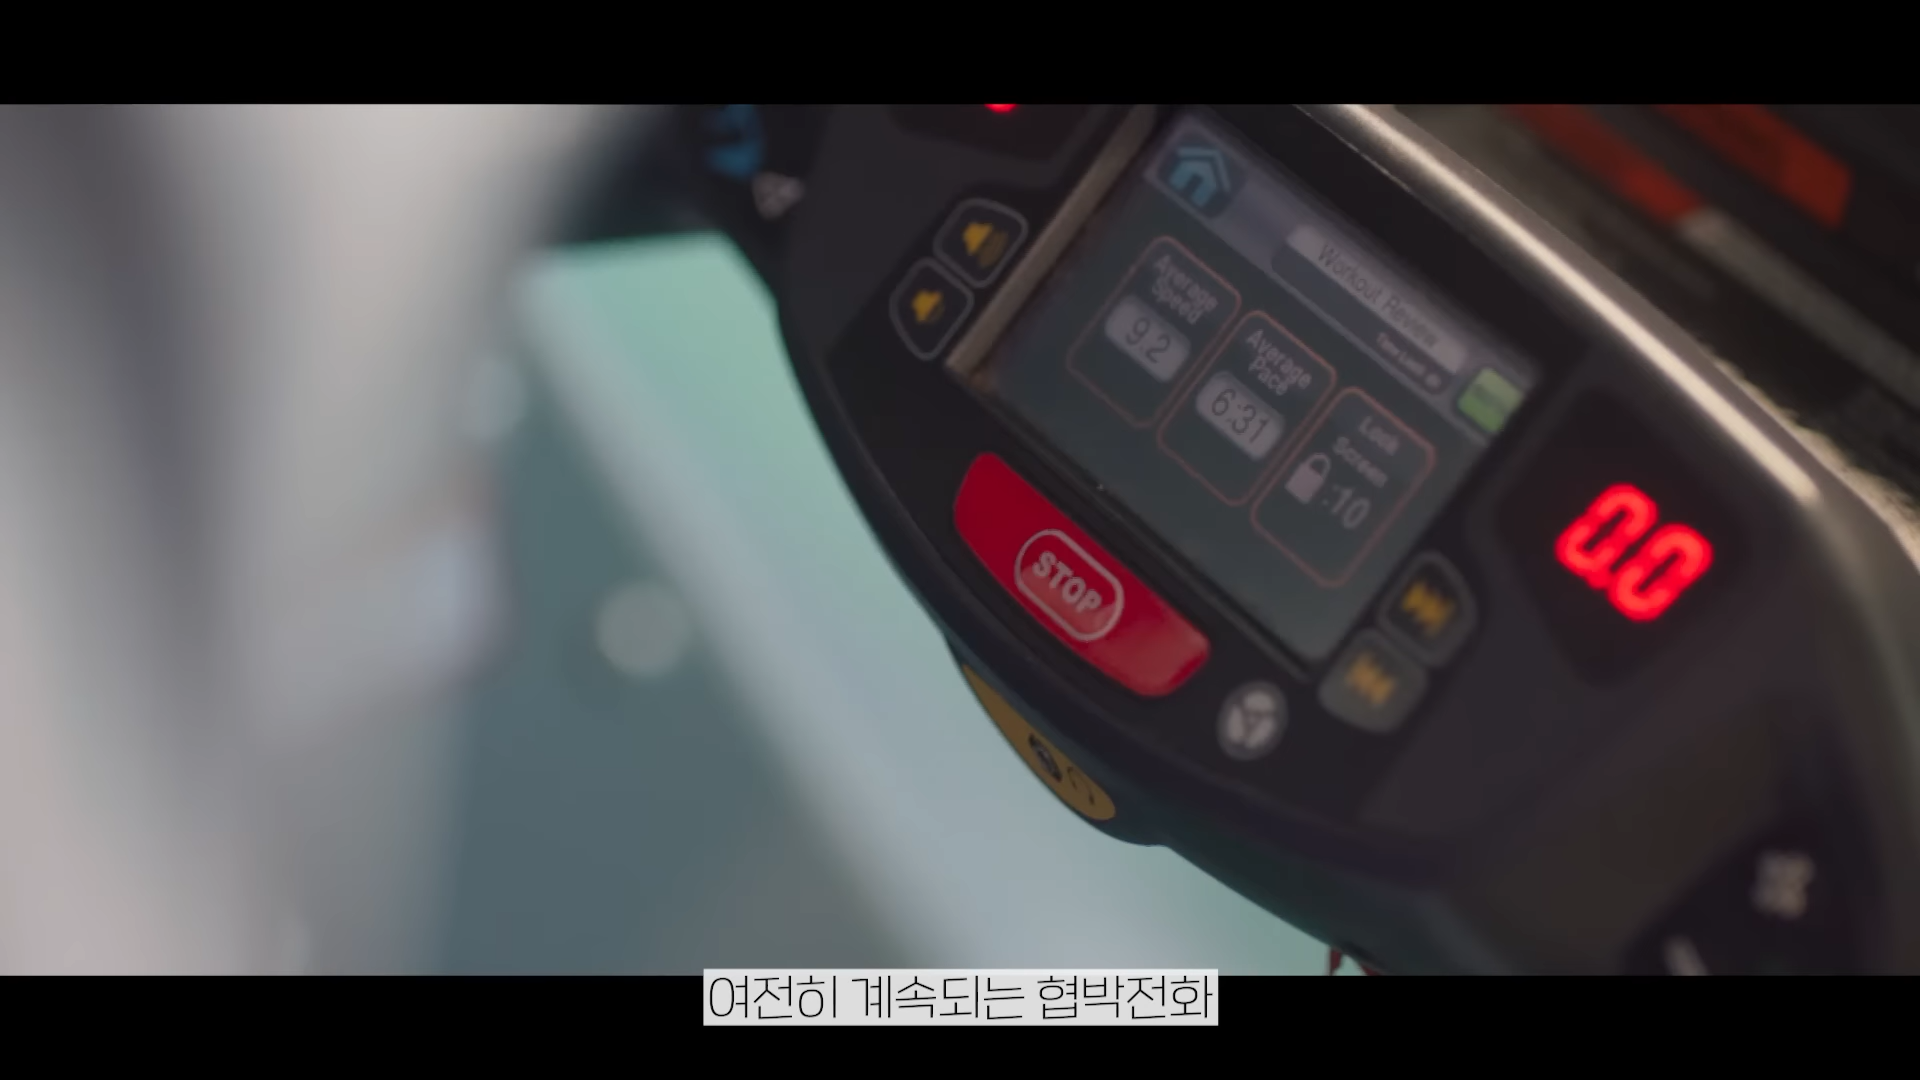 Workout Review
Average
Speed
9.2
Average
Pace
6:31
Lock
Screen
:10
STOP
0.0
여전히 계속되는 협박전화